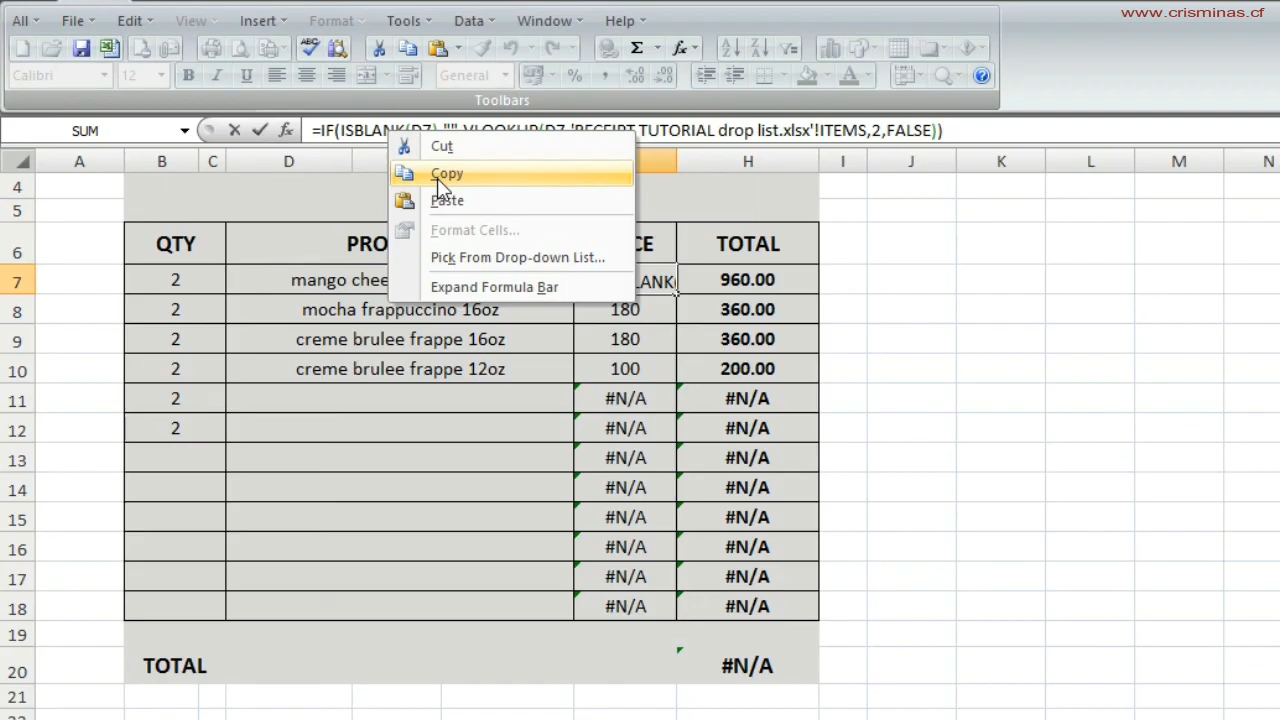 www.crisminas.cf
All File Edit View Insert Format Tools Data Window Help
Calibri 12 B I U General % ,
Toolbars
SUM =IF(ISBLANK(D7),"",VLOOKUP(D7,'RECEIPT TUTORIAL drop list.xlsx'!ITEMS,2,FALSE))
A B C D H I J K L M N
Cut
Copy
Paste
Format Cells...
Pick From Drop-down List...
Expand Formula Bar
4
5
6 QTY PRO CE TOTAL
7 2 mango chee LANK( 960.00
8 2 mocha frappuccino 16oz 180 360.00
9 2 creme brulee frappe 16oz 180 360.00
10 2 creme brulee frappe 12oz 100 200.00
11 2 #N/A #N/A
12 2 #N/A #N/A
13 #N/A #N/A
14 #N/A #N/A
15 #N/A #N/A
16 #N/A #N/A
17 #N/A #N/A
18 #N/A #N/A
19
20 TOTAL #N/A
21